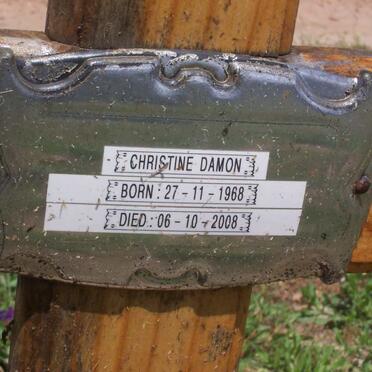 CHRISTINE DAMON
BORN : 27 - 11 - 1968
DIED : 06 - 10 - 2008